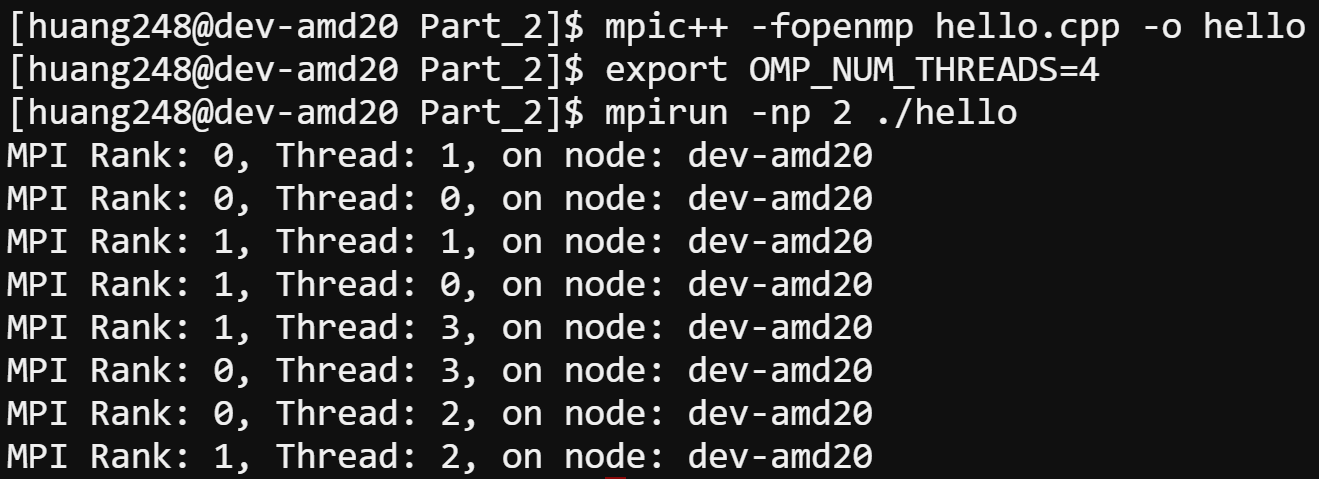 [huang248@dev-amd20 Part_2]$ mpic++ -fopenmp hello.cpp -o hello
[huang248@dev-amd20 Part_2]$ export OMP_NUM_THREADS=4
[huang248@dev-amd20 Part_2]$ mpirun -np 2 ./hello
MPI Rank: 0, Thread: 1, on node: dev-amd20
MPI Rank: 0, Thread: 0, on node: dev-amd20
MPI Rank: 1, Thread: 1, on node: dev-amd20
MPI Rank: 1, Thread: 0, on node: dev-amd20
MPI Rank: 1, Thread: 3, on node: dev-amd20
MPI Rank: 0, Thread: 3, on node: dev-amd20
MPI Rank: 0, Thread: 2, on node: dev-amd20
MPI Rank: 1, Thread: 2, on node: dev-amd20